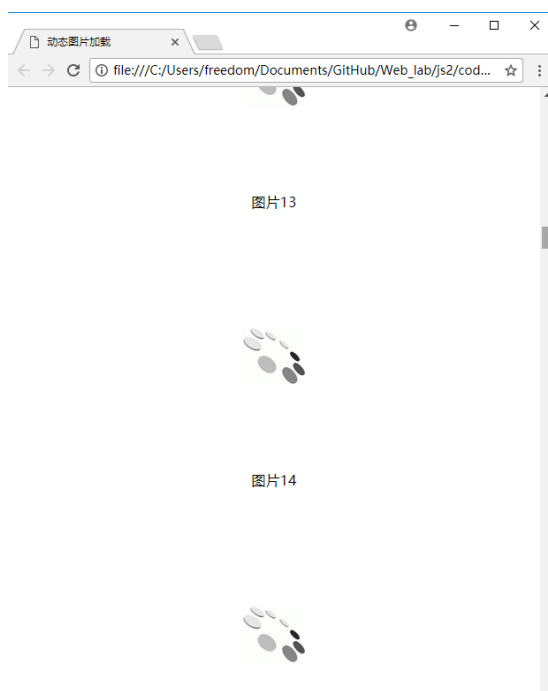 动态图片加载
file:///C:/Users/freedom/Documents/GitHub/Web_lab/js2/cod...
图片13
图片14